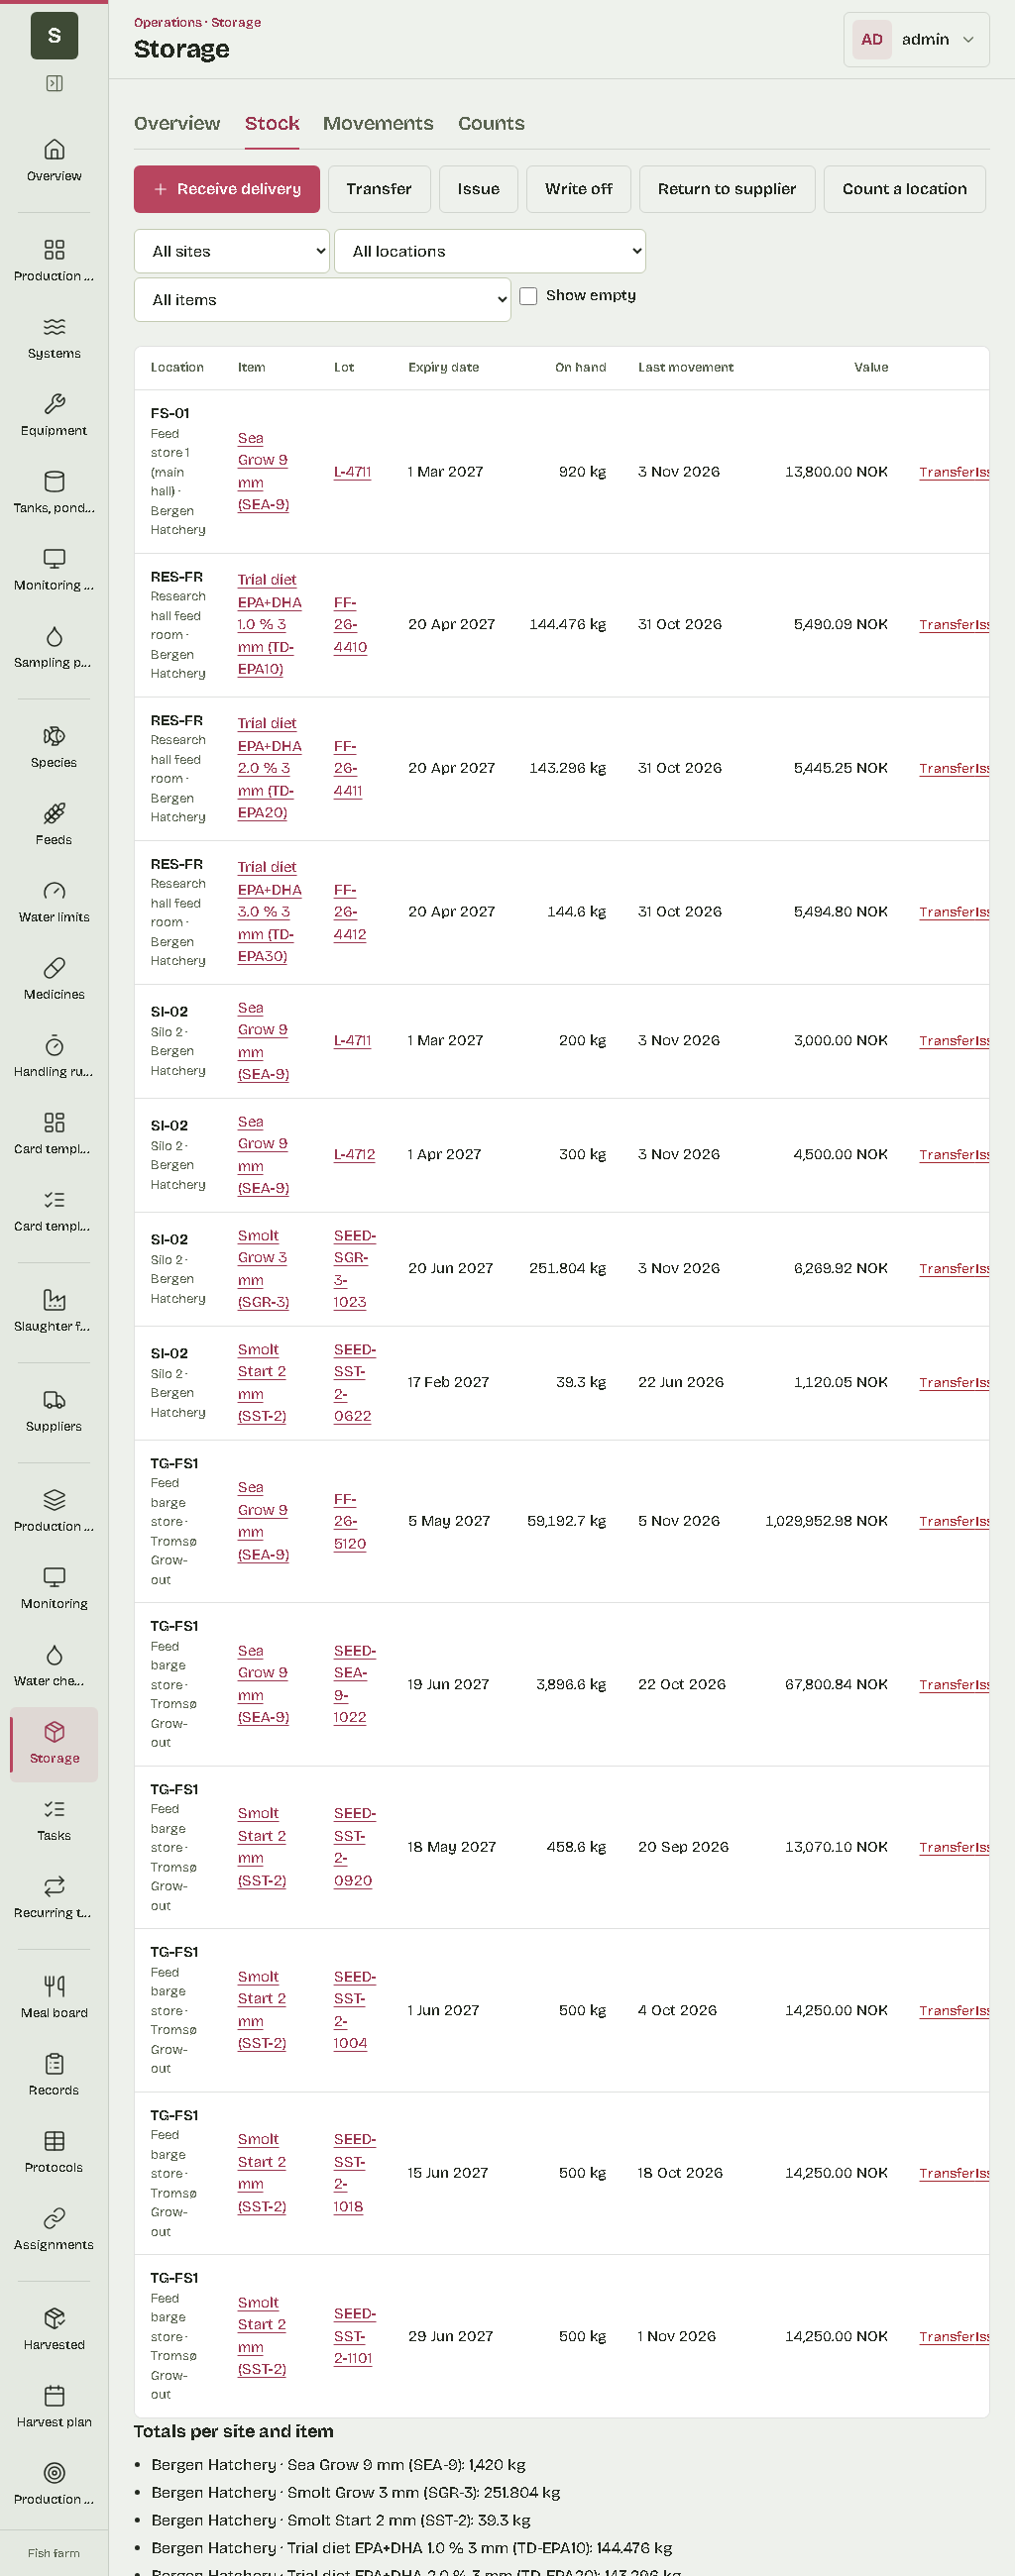 S
Operations · Storage
Storage
AD admin
Overview
Production ...
Systems
Equipment
Tanks, pond...
Monitoring ...
Sampling p...
Species
Feeds
Water limits
Medicines
Handling ru...
Card templ...
Card templ...
Slaughter f...
Suppliers
Production ...
Monitoring
Water che...
Storage
Tasks
Recurring t...
Meal board
Records
Protocols
Assignments
Harvested
Harvest plan
Production ...
Fish farm
Overview Stock Movements Counts
+ Receive delivery Transfer Issue Write off Return to supplier Count a location
All sites All locations
All items Show empty
Location Item Lot Expiry date On hand Last movement Value
FS-01
Feed
store 1
(main
hall) ·
Bergen
Hatchery
Sea
Grow 9
mm
(SEA-9)
L-4711
1 Mar 2027 920 kg 3 Nov 2026 13,800.00 NOK TransferIss
RES-FR
Research
hall feed
room ·
Bergen
Hatchery
Trial diet
EPA+DHA
1.0 % 3
mm (TD-
EPA10)
FF-
26-
4410
20 Apr 2027 144.476 kg 31 Oct 2026 5,490.09 NOK TransferIss
RES-FR
Research
hall feed
room ·
Bergen
Hatchery
Trial diet
EPA+DHA
2.0 % 3
mm (TD-
EPA20)
FF-
26-
4411
20 Apr 2027 143.296 kg 31 Oct 2026 5,445.25 NOK TransferIss
RES-FR
Research
hall feed
room ·
Bergen
Hatchery
Trial diet
EPA+DHA
3.0 % 3
mm (TD-
EPA30)
FF-
26-
4412
20 Apr 2027 144.6 kg 31 Oct 2026 5,494.80 NOK TransferIss
SI-02
Silo 2 ·
Bergen
Hatchery
Sea
Grow 9
mm
(SEA-9)
L-4711
1 Mar 2027 200 kg 3 Nov 2026 3,000.00 NOK TransferIss
SI-02
Silo 2 ·
Bergen
Hatchery
Sea
Grow 9
mm
(SEA-9)
L-4712
1 Apr 2027 300 kg 3 Nov 2026 4,500.00 NOK TransferIss
SI-02
Silo 2 ·
Bergen
Hatchery
Smolt
Grow 3
mm
(SGR-3)
SEED-
SGR-
3-
1023
20 Jun 2027 251.804 kg 3 Nov 2026 6,269.92 NOK TransferIss
SI-02
Silo 2 ·
Bergen
Hatchery
Smolt
Start 2
mm
(SST-2)
SEED-
SST-
2-
0622
17 Feb 2027 39.3 kg 22 Jun 2026 1,120.05 NOK TransferIss
TG-FS1
Feed
barge
store ·
Tromsø
Grow-
out
Sea
Grow 9
mm
(SEA-9)
FF-
26-
5120
5 May 2027 59,192.7 kg 5 Nov 2026 1,029,952.98 NOK TransferIss
TG-FS1
Feed
barge
store ·
Tromsø
Grow-
out
Sea
Grow 9
mm
(SEA-9)
SEED-
SEA-
9-
1022
19 Jun 2027 3,896.6 kg 22 Oct 2026 67,800.84 NOK TransferIss
TG-FS1
Feed
barge
store ·
Tromsø
Grow-
out
Smolt
Start 2
mm
(SST-2)
SEED-
SST-
2-
0920
18 May 2027 458.6 kg 20 Sep 2026 13,070.10 NOK TransferIss
TG-FS1
Feed
barge
store ·
Tromsø
Grow-
out
Smolt
Start 2
mm
(SST-2)
SEED-
SST-
2-
1004
1 Jun 2027 500 kg 4 Oct 2026 14,250.00 NOK TransferIss
TG-FS1
Feed
barge
store ·
Tromsø
Grow-
out
Smolt
Start 2
mm
(SST-2)
SEED-
SST-
2-
1018
15 Jun 2027 500 kg 18 Oct 2026 14,250.00 NOK TransferIss
TG-FS1
Feed
barge
store ·
Tromsø
Grow-
out
Smolt
Start 2
mm
(SST-2)
SEED-
SST-
2-1101
29 Jun 2027 500 kg 1 Nov 2026 14,250.00 NOK TransferIss
Totals per site and item
• Bergen Hatchery · Sea Grow 9 mm (SEA-9): 1,420 kg
• Bergen Hatchery · Smolt Grow 3 mm (SGR-3): 251.804 kg
• Bergen Hatchery · Smolt Start 2 mm (SST-2): 39.3 kg
• Bergen Hatchery · Trial diet EPA+DHA 1.0 % 3 mm (TD-EPA10): 144.476 kg
• Bergen Hatchery · Trial diet EPA+DHA 2.0 % 3 mm (TD-EPA20): 143.296 kg